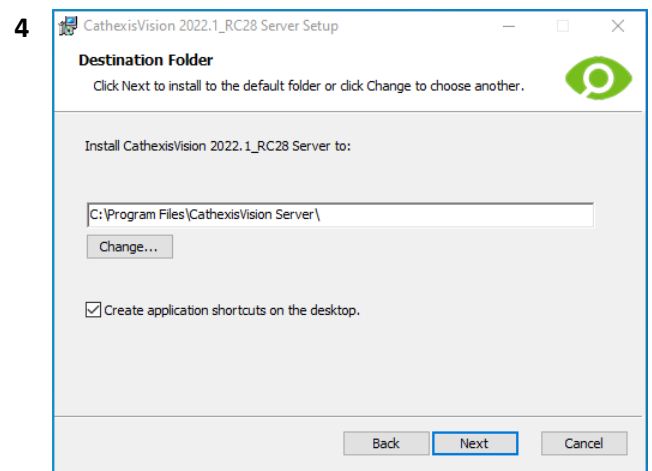 4
CathexisVision 2022.1_RC28 Server Setup
Destination Folder
Click Next to install to the default folder or click Change to choose another.
Install CathexisVision 2022.1_RC28 Server to:
C:\Program Files\CathexisVision Server\
Change...
Create application shortcuts on the desktop.
Back Next Cancel